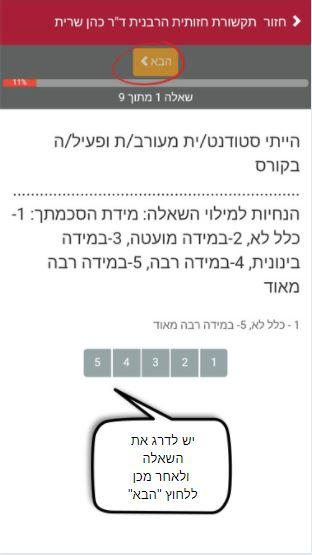 חזור תקשורת חזותית הרבנית ד"ר כהן שרית
הבא
11%
שאלה 1 מתוך 9
הייתי סטודנט/ית מעורב/ת ופעיל/ה
בקורס
................................................................
הנחיות למילוי השאלה: מידת הסכמתך: 1-
כלל לא, 2-במידה מועטה, 3-במידה
בינונית, 4-במידה רבה, 5-במידה רבה
מאוד
1 - כלל לא, 5- במידה רבה מאוד
1 2 3 4 5
יש לדרג את
השאלה
ולאחר מכן
ללחוץ "הבא"